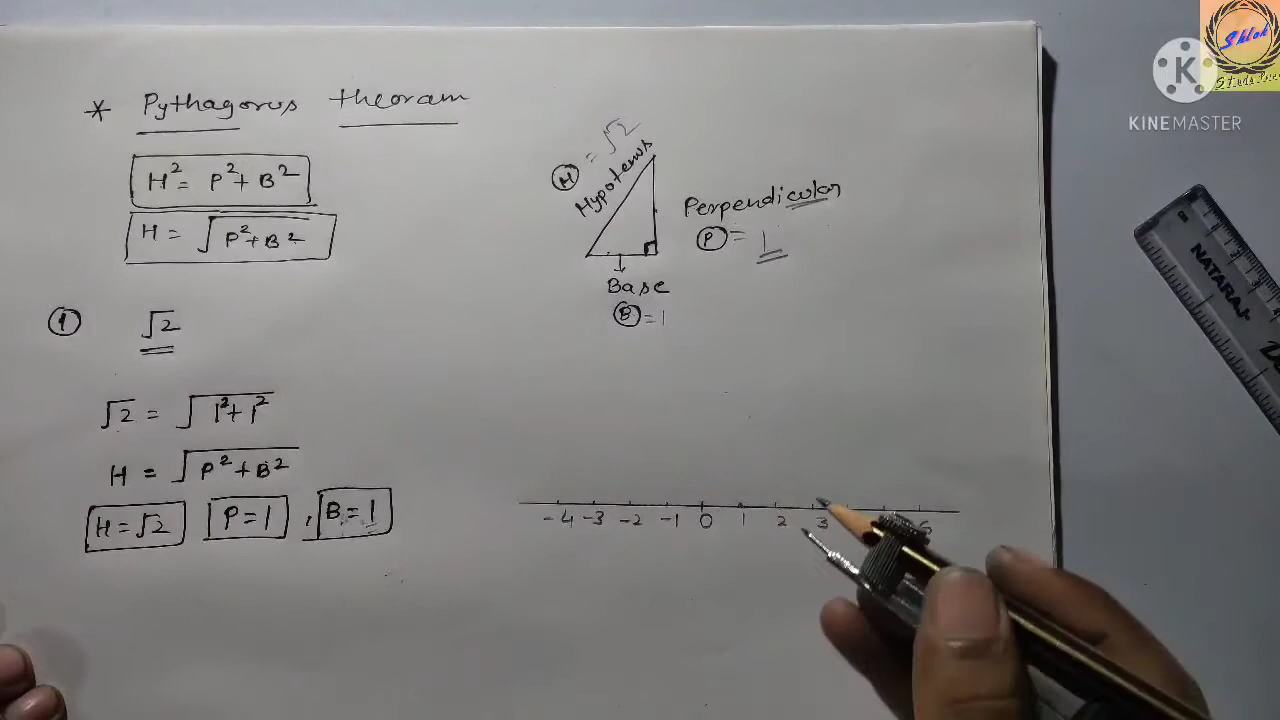 * Pythagorus theoram
H² = P² + B²
H = √P² + B²
① √2
√2 = √1² + 1²
H = √P² + B²
H = √2 P = 1 , B = 1
Ⓗ = √2
Hypotenus
Perpendicular
Ⓟ = 1
Base
Ⓑ = 1
-4 -3 -2 -1 0 1 2 3
NATARAJ
Shloh
K
KINEMASTER